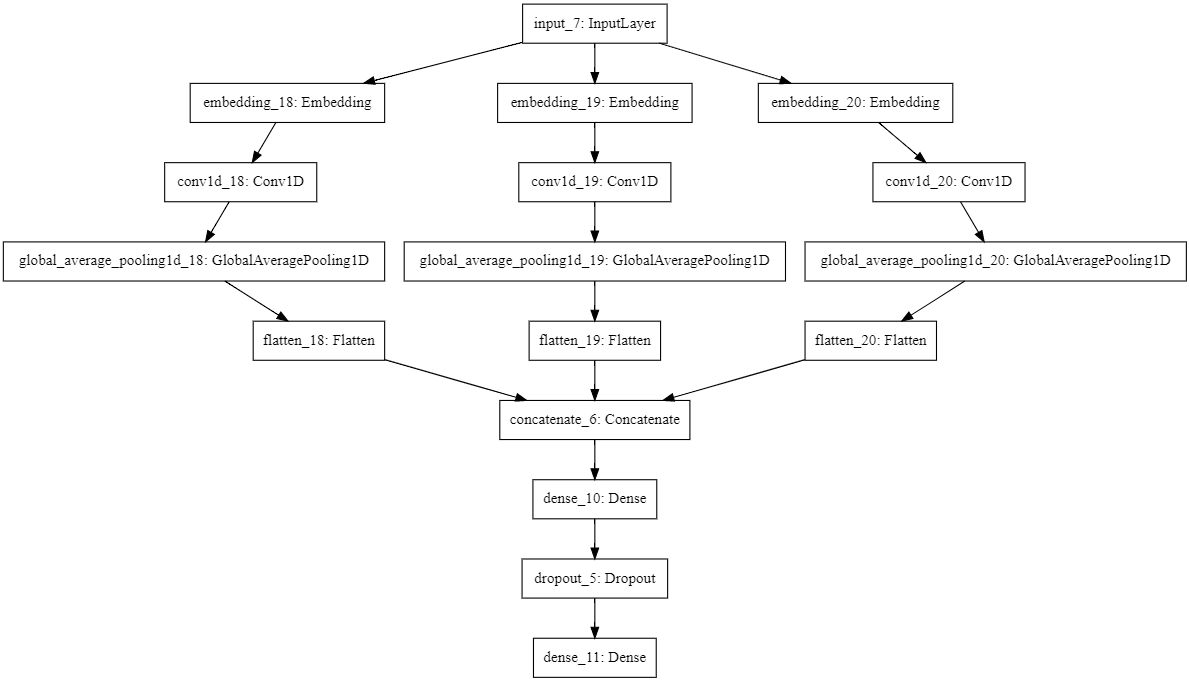 input_7: InputLayer
embedding_18: Embedding
embedding_19: Embedding
embedding_20: Embedding
conv1d_18: Conv1D
conv1d_19: Conv1D
conv1d_20: Conv1D
global_average_pooling1d_18: GlobalAveragePooling1D
global_average_pooling1d_19: GlobalAveragePooling1D
global_average_pooling1d_20: GlobalAveragePooling1D
flatten_18: Flatten
flatten_19: Flatten
flatten_20: Flatten
concatenate_6: Concatenate
dense_10: Dense
dropout_5: Dropout
dense_11: Dense